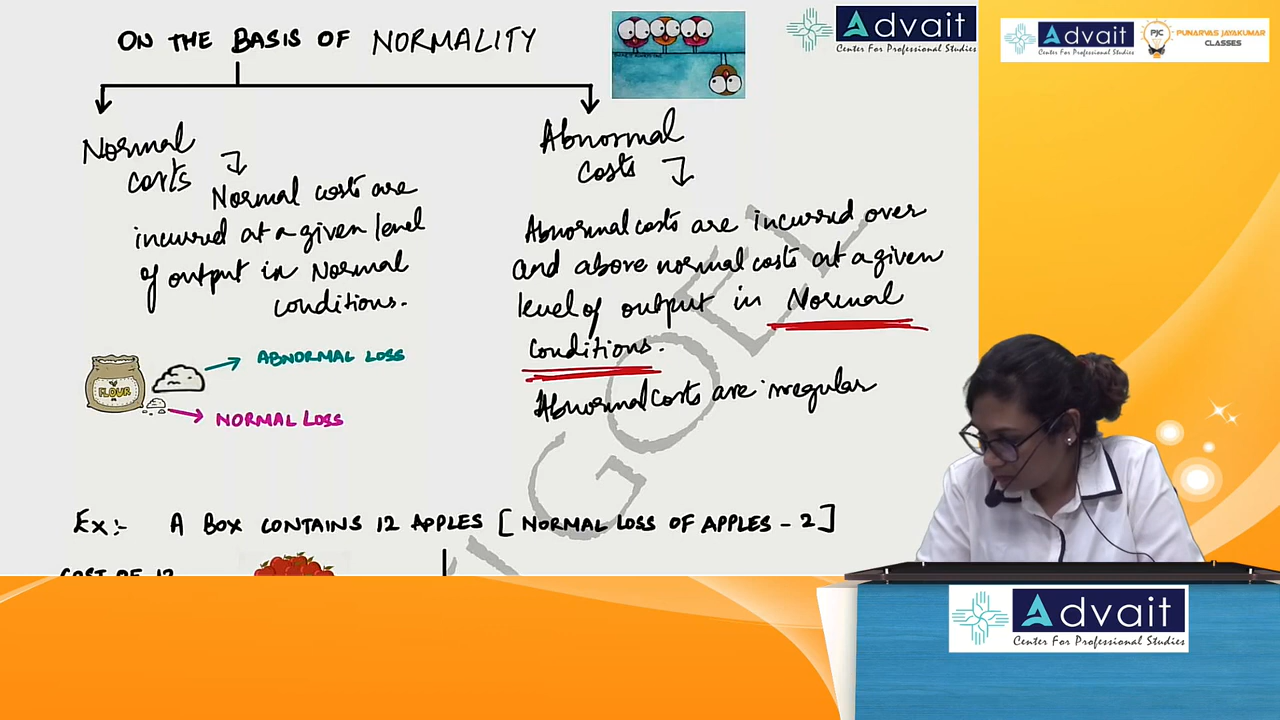 ON THE BASIS OF NORMALITY
Advait
Center For Professional Studies
Advait
Center For Professional Studies
PJC
PUNARVAS JAYAKUMAR
CLASSES
Normal
costs
Normal costs are
incurred at a given level
of output in Normal
conditions.
Abnormal
costs
Abnormal costs are incurred over
and above normal costs at a given
level of output in Normal
conditions.
Abnormal costs are irregular
FLOUR
ABNORMAL LOSS
NORMAL LOSS
GOEL
Ex:- A BOX CONTAINS 12 APPLES [NORMAL LOSS OF APPLES - 2]
COST OF 12
Advait
Center For Professional Studies